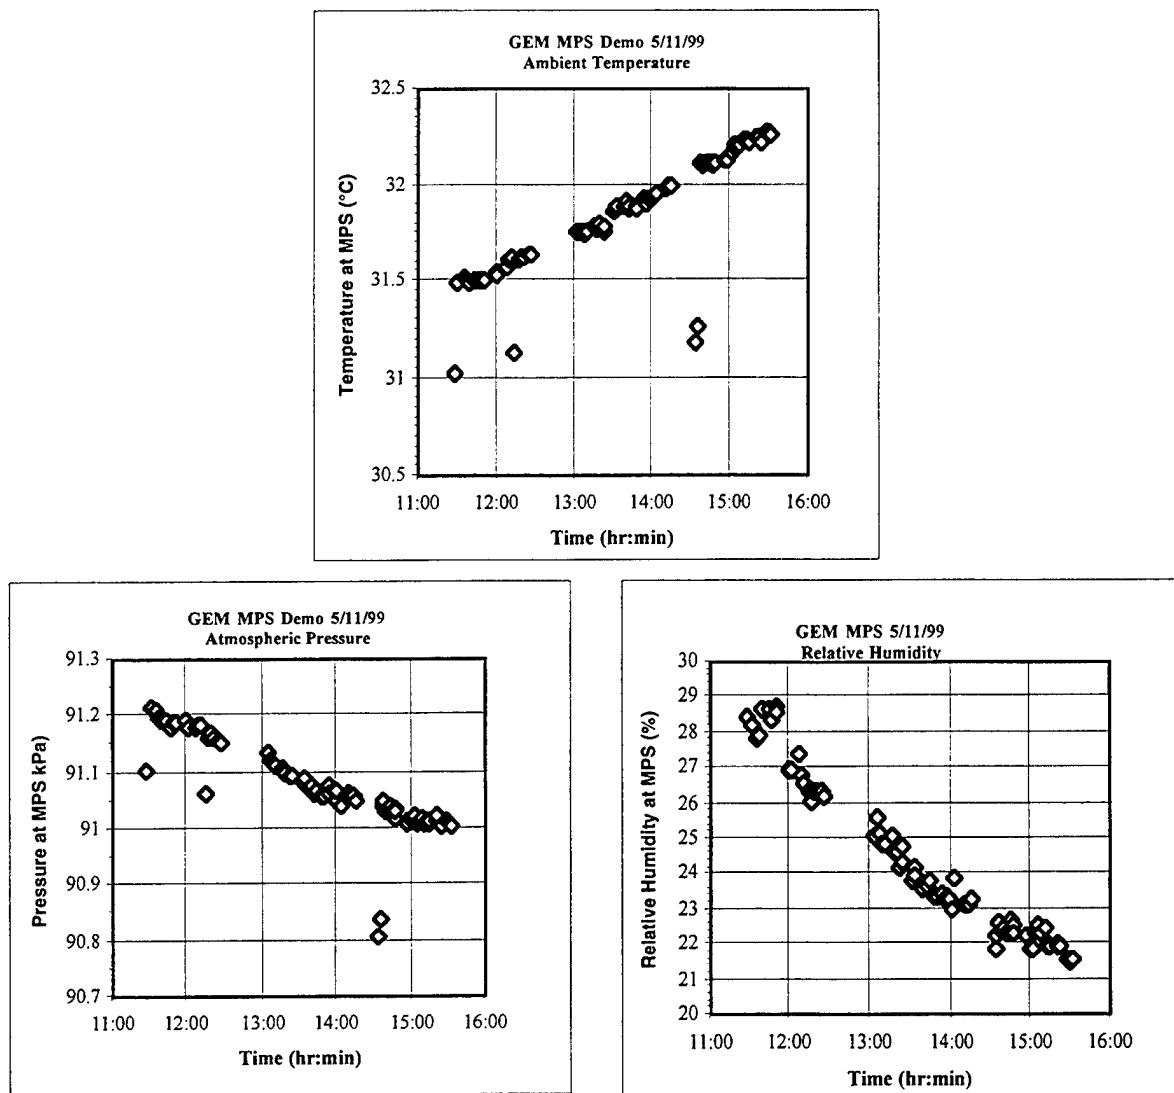 GEM MPS Demo 5/11/99
Ambient Temperature
Temperature at MPS (°C)
32.5
32
31.5
31
30.5
11:00 12:00 13:00 14:00 15:00 16:00
Time (hr:min)
GEM MPS Demo 5/11/99
Atmospheric Pressure
Pressure at MPS kPa)
91.3
91.2
91.1
91
90.9
90.8
90.7
11:00 12:00 13:00 14:00 15:00 16:00
Time (hr:min)
GEM MPS 5/11/99
Relative Humidity
Relative Humidity at MPS (%)
30
29
28
27
26
25
24
23
22
21
20
11:00 12:00 13:00 14:00 15:00 16:00
Time (hr:min)